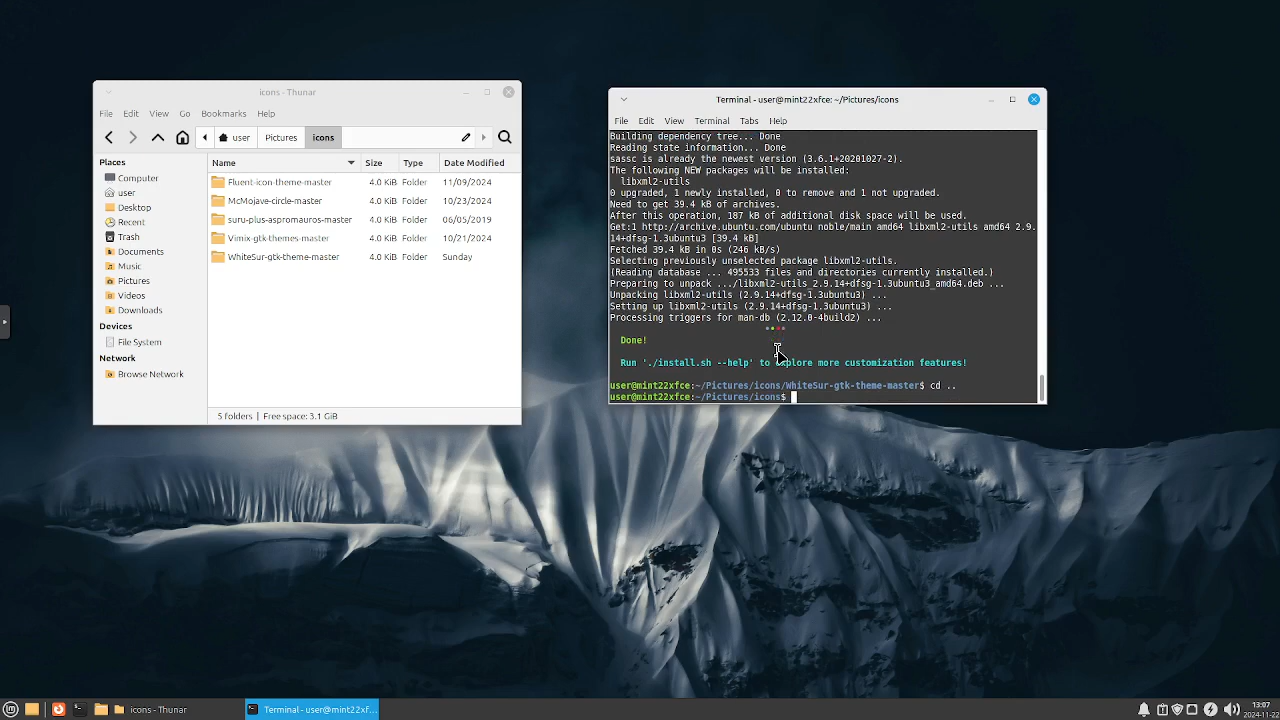 icons - Thunar
File Edit View Go Bookmarks Help
user Pictures icons
Places
Computer
user
Desktop
Recent
Trash
Documents
Music
Pictures
Videos
Downloads
Devices
File System
Network
Browse Network
Name Size Type Date Modified
Fluent-icon-theme-master 4.0 KiB Folder 11/09/2024
McMojave-circle-master 4.0 KiB Folder 10/23/2024
suru-plus-aspromauros-master 4.0 KiB Folder 06/05/2019
Vimix-gtk-themes-master 4.0 KiB Folder 10/21/2024
WhiteSur-gtk-theme-master 4.0 KiB Folder Sunday
5 folders | Free space: 3.1 GiB
Terminal - user@mint22xfce: ~/Pictures/icons
File Edit View Terminal Tabs Help
Building dependency tree... Done
Reading state information... Done
sassc is already the newest version (3.6.1+20201027-2).
The following NEW packages will be installed:
libxml2-utils
0 upgraded, 1 newly installed, 0 to remove and 1 not upgraded.
Need to get 39.4 kB of archives.
After this operation, 187 kB of additional disk space will be used.
Get:1 http://archive.ubuntu.com/ubuntu noble/main amd64 libxml2-utils amd64 2.9.
14+dfsg-1.3ubuntu3 [39.4 kB]
Fetched 39.4 kB in 0s (246 kB/s)
Selecting previously unselected package libxml2-utils.
(Reading database ... 495533 files and directories currently installed.)
Preparing to unpack .../libxml2-utils_2.9.14+dfsg-1.3ubuntu3_amd64.deb ...
Unpacking libxml2-utils (2.9.14+dfsg-1.3ubuntu3) ...
Setting up libxml2-utils (2.9.14+dfsg-1.3ubuntu3) ...
Processing triggers for man-db (2.12.0-4build2) ...
Done!
Run './install.sh --help' to explore more customization features!
user@mint22xfce:~/Pictures/icons/WhiteSur-gtk-theme-master$ cd ..
user@mint22xfce:~/Pictures/icons$
icons - Thunar
Terminal - user@mint22xf...
13:07
2024-11-22